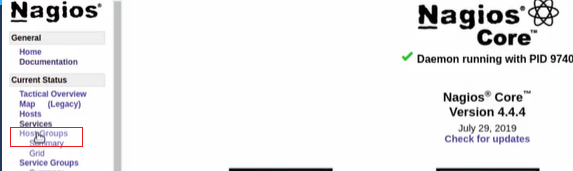 Nagios®
General
Home
Documentation
Current Status
Tactical Overview
Map (Legacy)
Hosts
Services
Host Groups
Summary
Grid
Service Groups
Nagios®
Core™
Daemon running with PID 9740
Nagios® Core™
Version 4.4.4
July 29, 2019
Check for updates